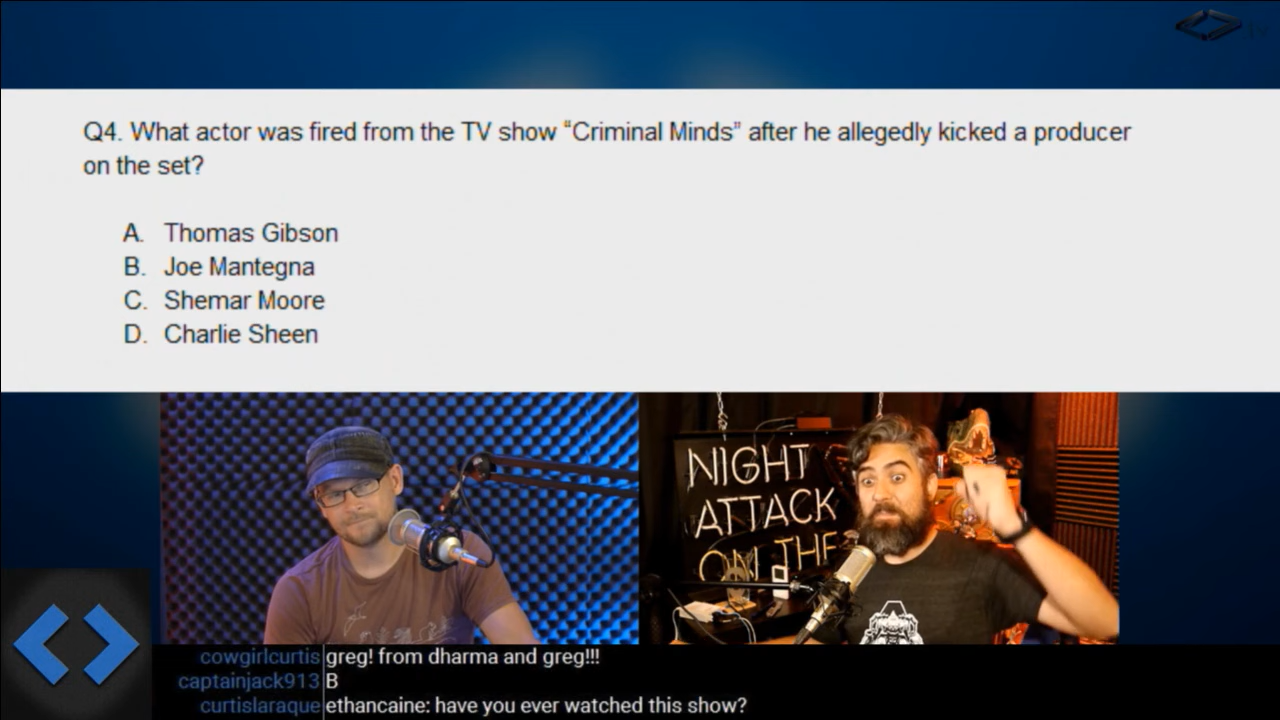 Q4. What actor was fired from the TV show “Criminal Minds” after he allegedly kicked a producer
on the set?
A. Thomas Gibson
B. Joe Mantegna
C. Shemar Moore
D. Charlie Sheen
NIGHT
ATTACK
ON THE
cowgirlcurtis greg! from dharma and greg!!!
captainjack913 B
curtislaraque ethancaine: have you ever watched this show?